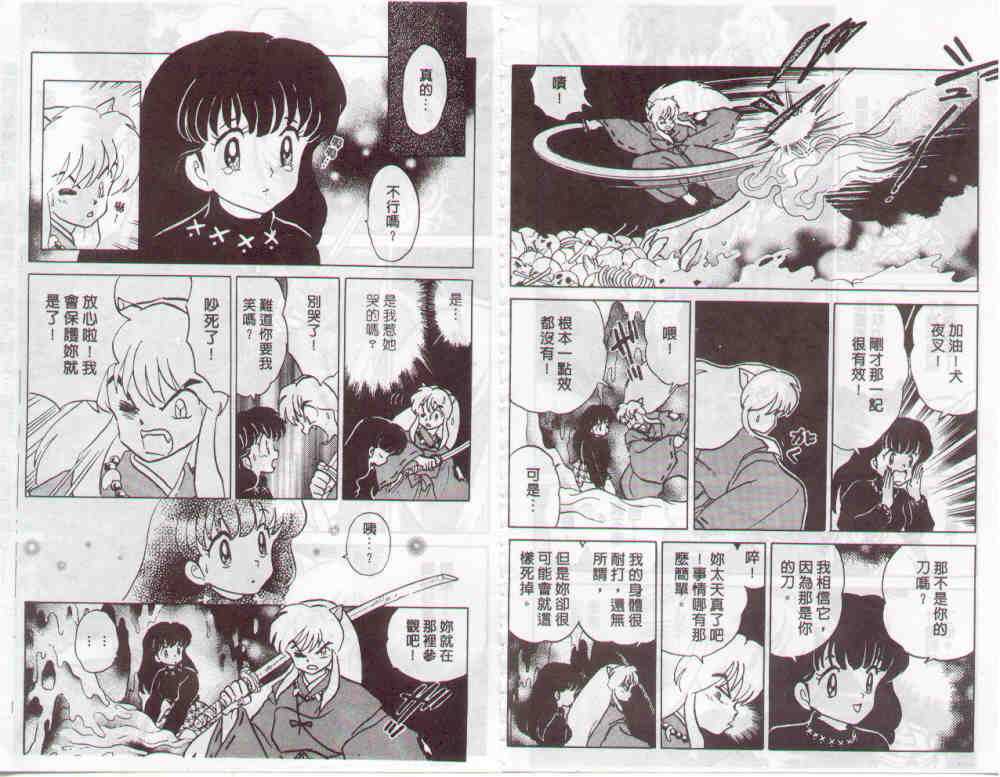 嘖！
加油！犬
夜叉！
剛才那一記
很有效！
喂！
根本一點效
都沒有！
可是…
那不是你的
刀嗎？
我相信它，
因為那是你
的刀。
啐！
妳太天真了吧
！事情哪有那
麼簡單。
我的身體很
耐打，還無
所謂，
但是妳卻很
可能會就這
樣死掉。
真的…
不行嗎？
是…
是我惹她
哭的嗎？
別哭了！
難道你要我
笑嗎？
吵死了！
放心啦！我
會保護妳就
是了！
咦…？
妳就在
那裡參
觀吧！
…
…